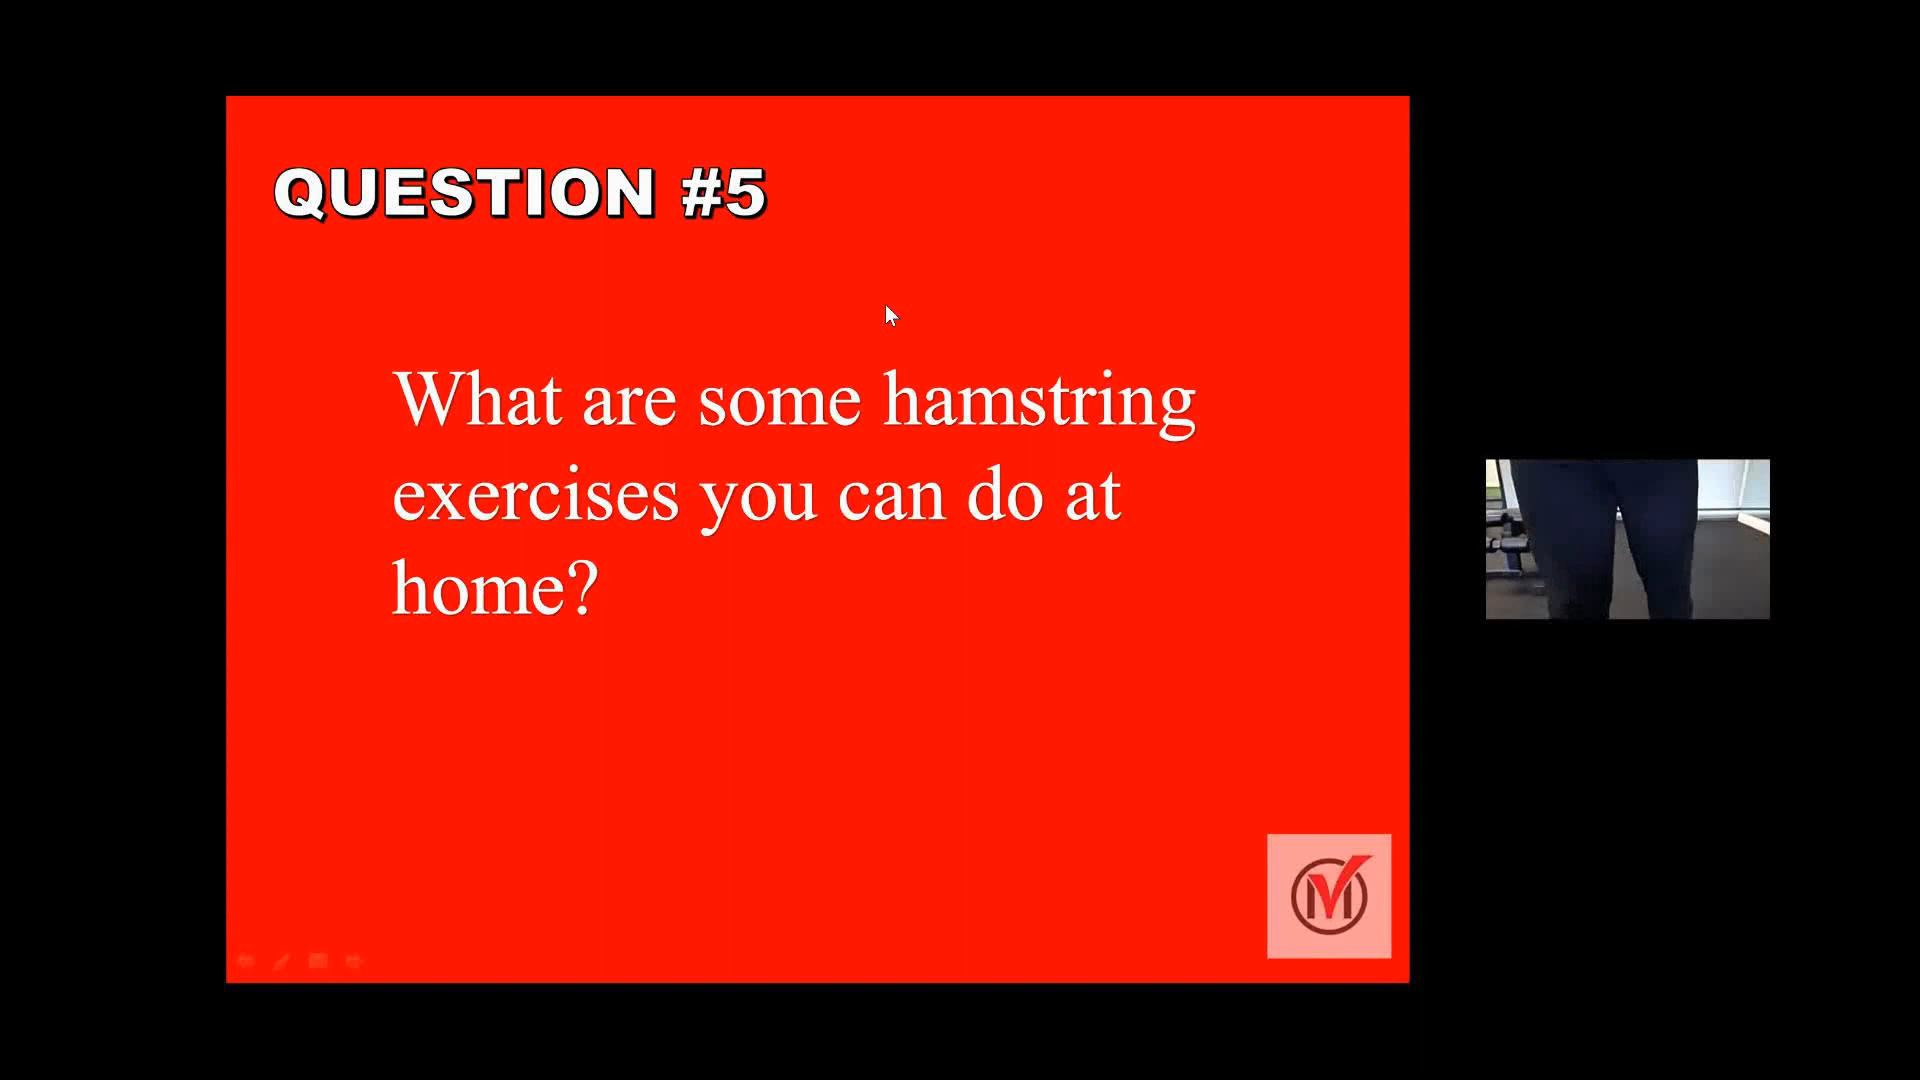 QUESTION #5
What are some hamstring
exercises you can do at
home?
M